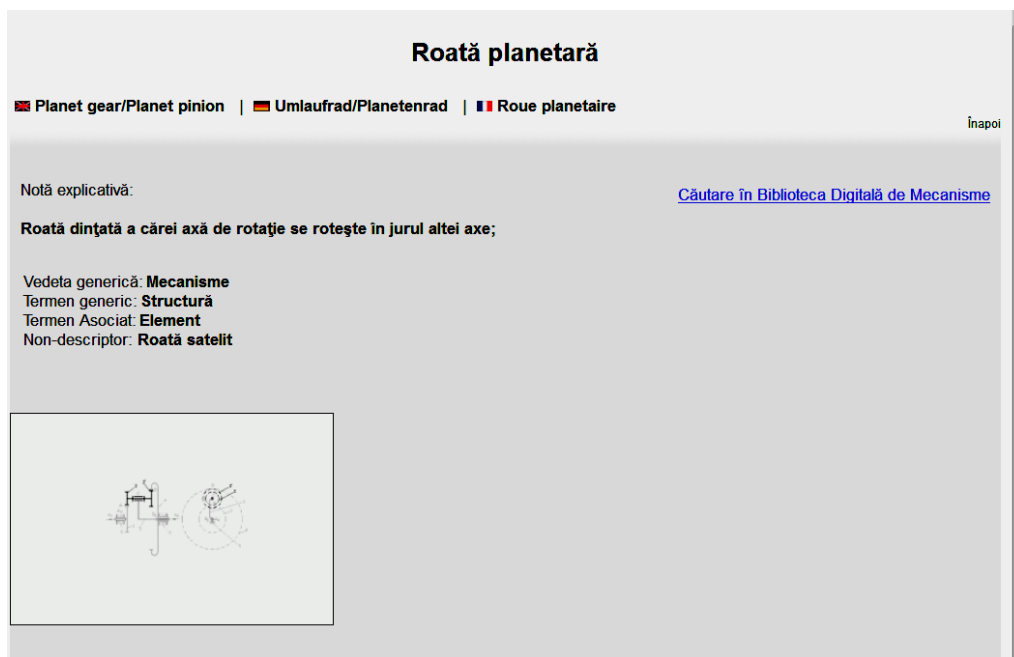 Roată planetară
Planet gear/Planet pinion | Umlaufrad/Planetenrad | Roue planetaire
Înapoi
Notă explicativă:
Căutare în Biblioteca Digitală de Mecanisme
Roată dinţată a cărei axă de rotaţie se roteşte în jurul altei axe;
Vedeta generică: Mecanisme
Termen generic: Structură
Termen Asociat: Element
Non-descriptor: Roată satelit